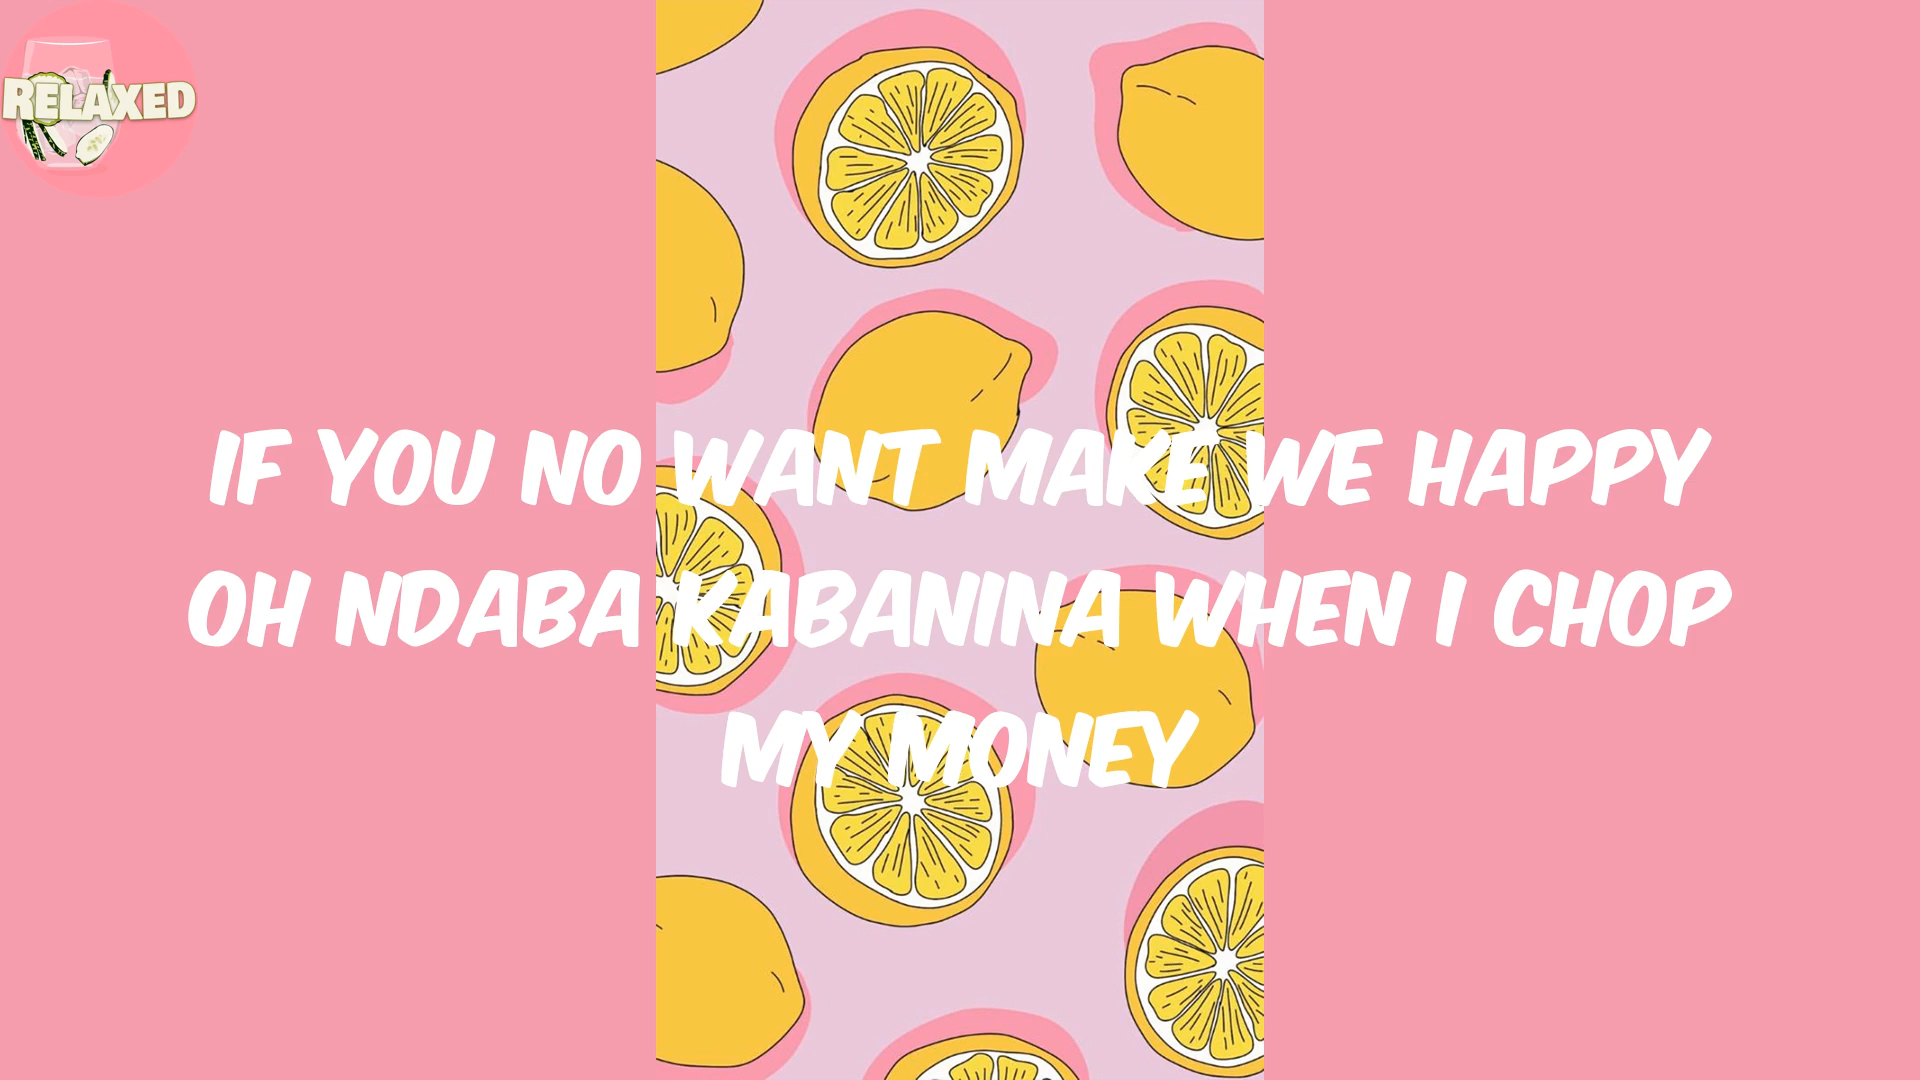 RELAXED
IF YOU NO WANT MAKE WE HAPPY
OH NDABA KABANINA WHEN I CHOP
MY MONEY